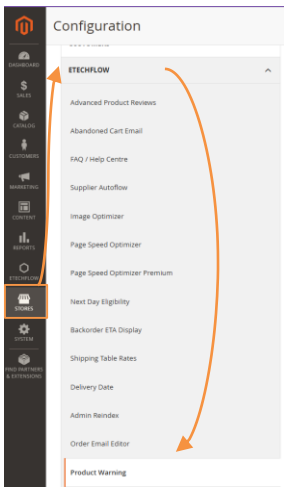 Configuration
DASHBOARD
SALES
CATALOG
CUSTOMERS
MARKETING
CONTENT
REPORTS
ETECHFLOW
STORES
SYSTEM
FIND PARTNERS
& EXTENSIONS
ETECHFLOW
Advanced Product Reviews
Abandoned Cart Email
FAQ / Help Centre
Supplier Autoflow
Image Optimizer
Page Speed Optimizer
Page Speed Optimizer Premium
Next Day Eligibility
Backorder ETA Display
Shipping Table Rates
Delivery Date
Admin Reindex
Order Email Editor
Product Warning